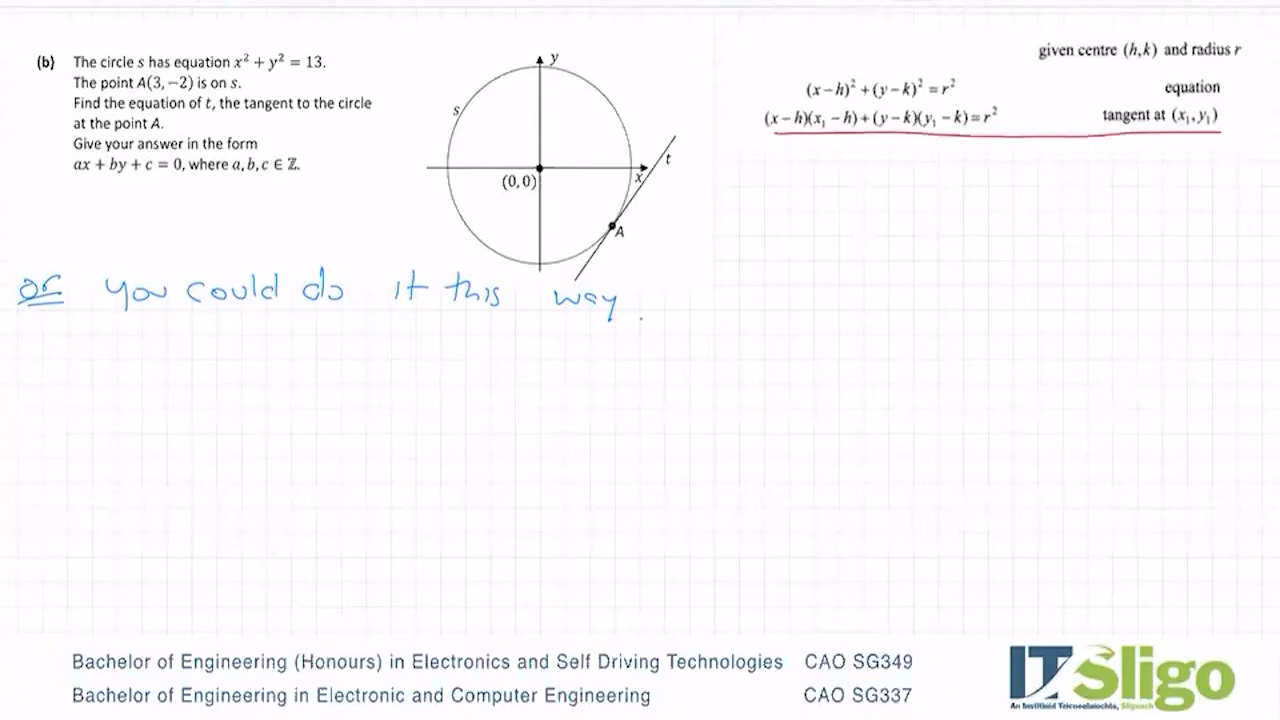 (b) The circle s has equation x² + y² = 13.
The point A(3, −2) is on s.
Find the equation of t, the tangent to the circle
at the point A.
Give your answer in the form
ax + by + c = 0, where a, b, c ∈ ℤ.
y
s
t
x
(0,0)
A
given centre (h, k) and radius r
(x − h)² + (y − k)² = r² equation
(x − h)(x₁ − h) + (y − k)(y₁ − k) = r² tangent at (x₁, y₁)
or you could do it this way.
Bachelor of Engineering (Honours) in Electronics and Self Driving Technologies CAO SG349
Bachelor of Engineering in Electronic and Computer Engineering CAO SG337
IT Sligo
An Institiúid Teicneolaíochta, Sligeach